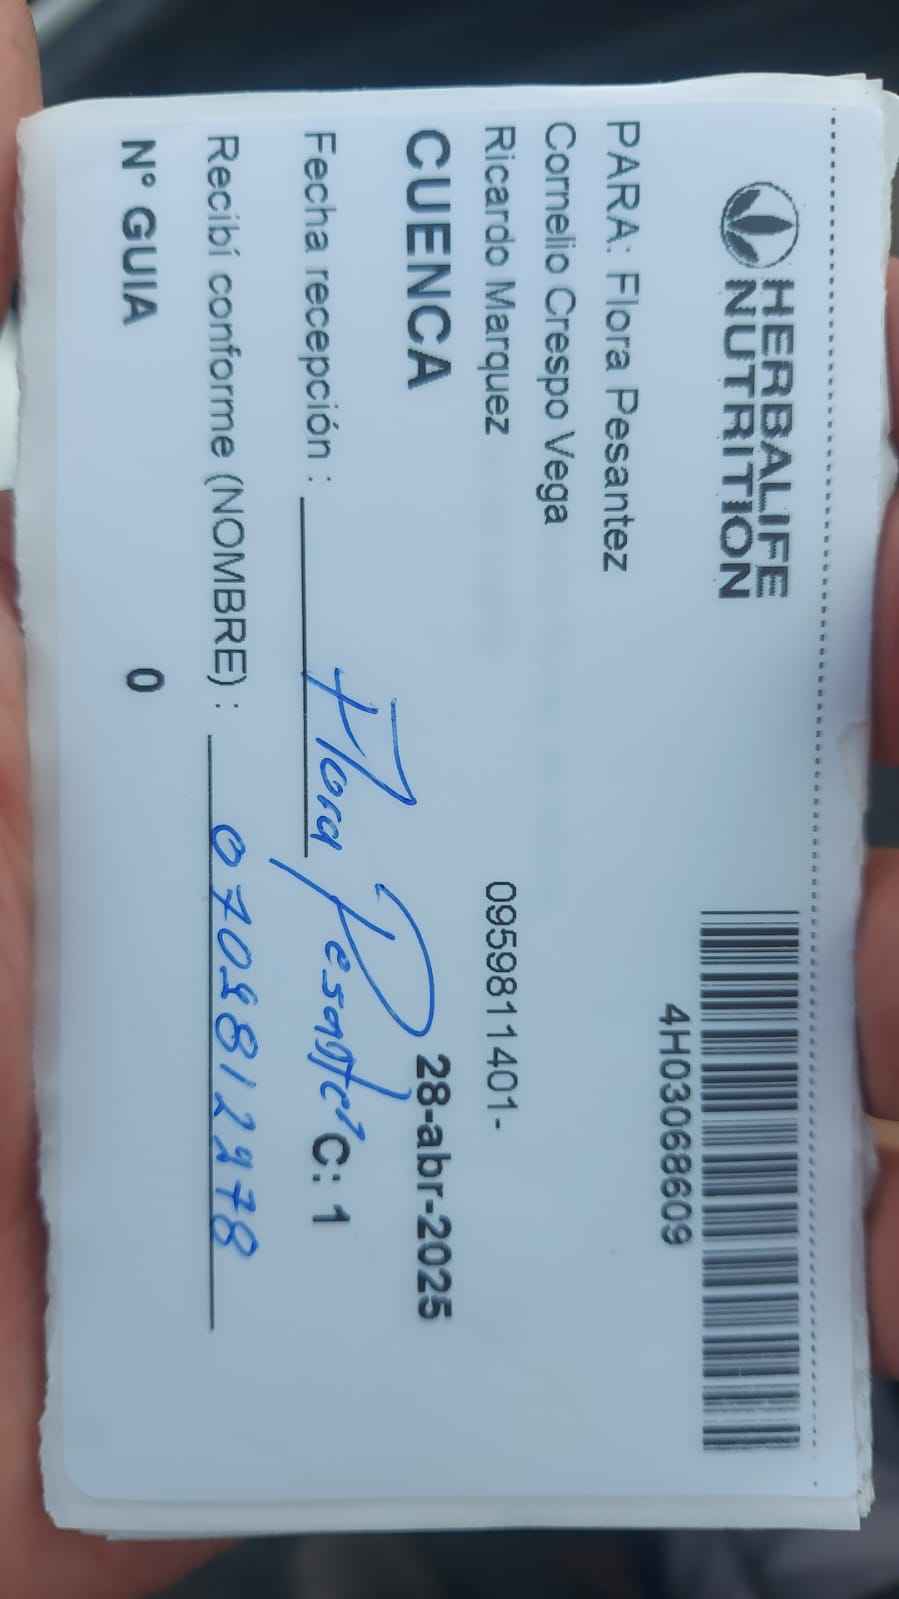 HERBALIFE
NUTRITION
4H03068609
PARA: Flora Pesantez
Cornelio Crespo Vega
Ricardo Marquez 0959811401-
CUENCA 28-abr-2025
Fecha recepción : Flora Pesantez C: 1
Recibí conforme (NOMBRE) :
N° GUIA 0